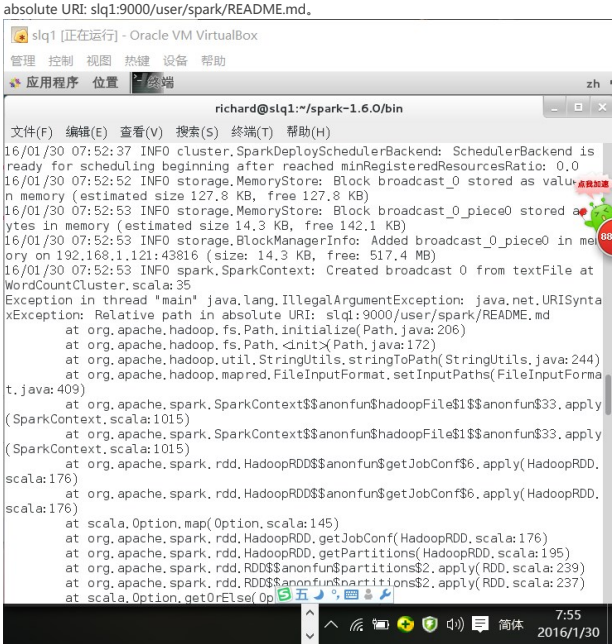 absolute URI: slq1:9000/user/spark/README.md。
slq1 [正在运行] - Oracle VM VirtualBox
管理 控制 视图 热键 设备 帮助
应用程序 位置 终端 zh
richard@slq1:~/spark-1.6.0/bin
文件(F) 编辑(E) 查看(V) 搜索(S) 终端(T) 帮助(H)
16/01/30 07:52:37 INFO cluster.SparkDeploySchedulerBackend: SchedulerBackend is
ready for scheduling beginning after reached minRegisteredResourcesRatio: 0.0
16/01/30 07:52:52 INFO storage.MemoryStore: Block broadcast_0 stored as valu
n memory (estimated size 127.8 KB, free 127.8 KB)
点我加速
16/01/30 07:52:53 INFO storage.MemoryStore: Block broadcast_0_piece0 stored a
ytes in memory (estimated size 14.3 KB, free 142.1 KB)
88
16/01/30 07:52:53 INFO storage.BlockManagerInfo: Added broadcast_0_piece0 in mem
ory on 192.168.1.121:43816 (size: 14.3 KB, free: 517.4 MB)
16/01/30 07:52:53 INFO spark.SparkContext: Created broadcast 0 from textFile at
WordCountCluster.scala:35
Exception in thread "main" java.lang.IllegalArgumentException: java.net.URISynta
xException: Relative path in absolute URI: slq1:9000/user/spark/README.md
at org.apache.hadoop.fs.Path.initialize(Path.java:206)
at org.apache.hadoop.fs.Path.<init>(Path.java:172)
at org.apache.hadoop.util.StringUtils.stringToPath(StringUtils.java:244)
at org.apache.hadoop.mapred.FileInputFormat.setInputPaths(FileInputForma
t.java:409)
at org.apache.spark.SparkContext$$anonfun$hadoopFile$1$$anonfun$33.apply
(SparkContext.scala:1015)
at org.apache.spark.SparkContext$$anonfun$hadoopFile$1$$anonfun$33.apply
(SparkContext.scala:1015)
at org.apache.spark.rdd.HadoopRDD$$anonfun$getJobConf$6.apply(HadoopRDD.
scala:176)
at org.apache.spark.rdd.HadoopRDD$$anonfun$getJobConf$6.apply(HadoopRDD.
scala:176)
at scala.Option.map(Option.scala:145)
at org.apache.spark.rdd.HadoopRDD.getJobConf(HadoopRDD.scala:176)
at org.apache.spark.rdd.HadoopRDD.getPartitions(HadoopRDD.scala:195)
at org.apache.spark.rdd.RDD$$anonfun$partitions$2.apply(RDD.scala:239)
at org.apache.spark.rdd.RDD$$anonfun$partitions$2.apply(RDD.scala:237)
at scala.Option.getOrElse(Op
五
简体
7:55
2016/1/30